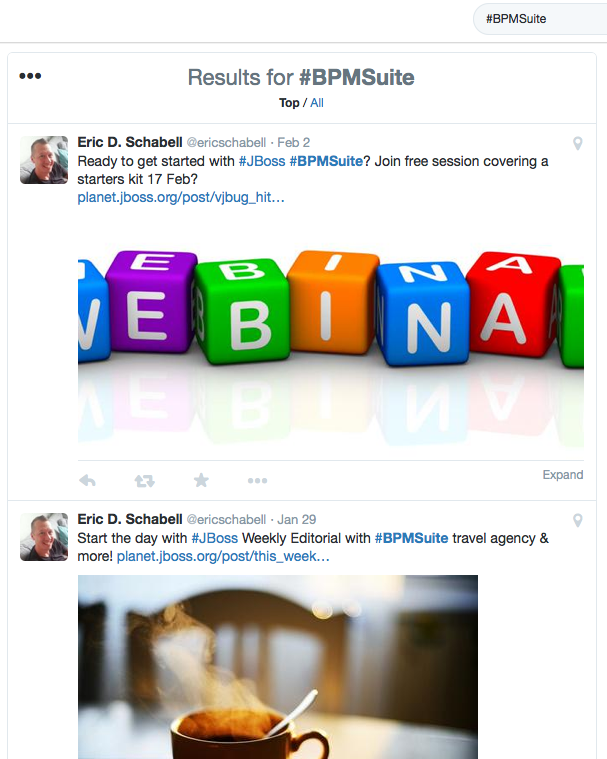 #BPMSuite
Results for #BPMSuite
Top / All
Eric D. Schabell @ericschabell · Feb 2
Ready to get started with #JBoss #BPMSuite? Join free session covering a
starters kit 17 Feb?
planet.jboss.org/post/vjbug_hit…
W E B I N A
W E B I N A
Expand
Eric D. Schabell @ericschabell · Jan 29
Start the day with #JBoss Weekly Editorial with #BPMSuite travel agency &
more! planet.jboss.org/post/this_week…